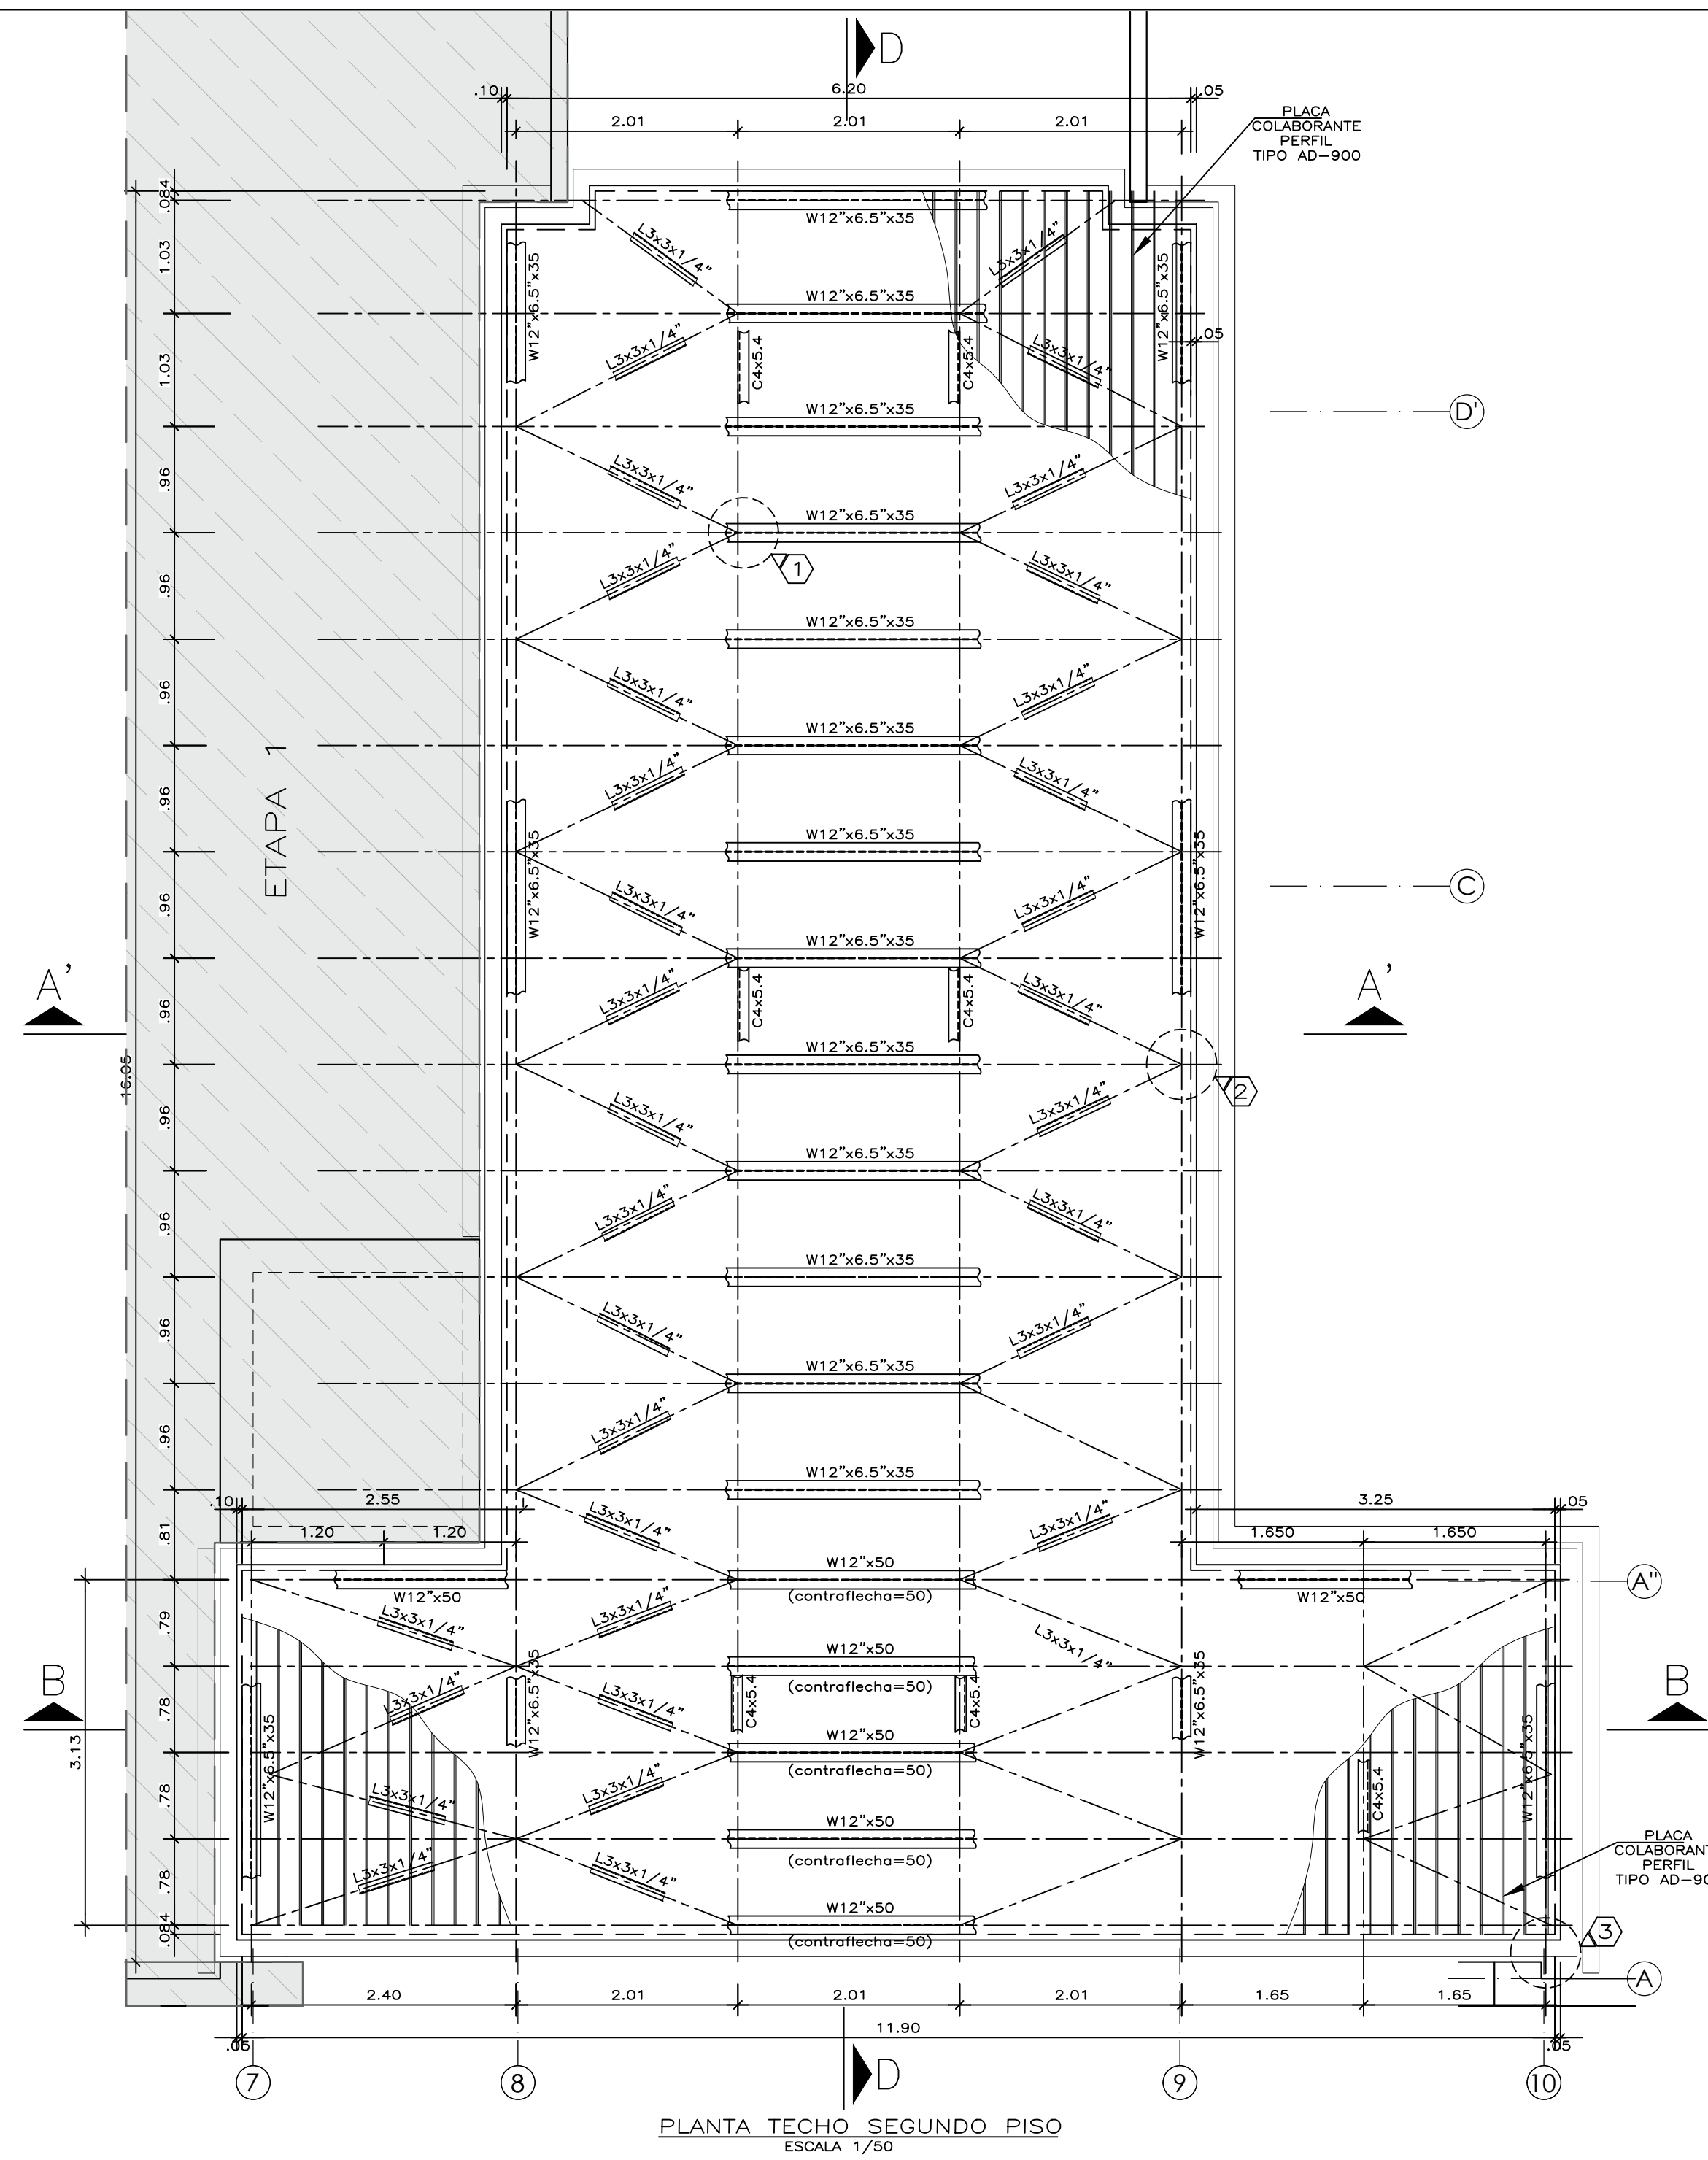 D
.10
6.20
.05
2.01
2.01
2.01
PLACA
COLABORANTE
PERFIL
TIPO AD-900
.084
W12"x6.5"x35
1.03
L3x3x1/4"
L3x3x1/4"
W12"x6.5"x35
W12"x6.5"x35
W12"x6.5"x35
.05
1.03
L3x3x1/4"
C4x5.4
C4x5.4
L3x3x1/4"
W12"x6.5"x35
D'
.96
L3x3x1/4"
L3x3x1/4"
W12"x6.5"x35
1
.96
L3x3x1/4"
L3x3x1/4"
W12"x6.5"x35
.96
L3x3x1/4"
L3x3x1/4"
W12"x6.5"x35
ETAPA 1
.96
L3x3x1/4"
L3x3x1/4"
W12"x6.5"x35
W12"x6.5"x35
W12"x6.5"x35
C
.96
L3x3x1/4"
L3x3x1/4"
W12"x6.5"x35
A'
A'
.96
L3x3x1/4"
C4x5.4
C4x5.4
L3x3x1/4"
W12"x6.5"x35
16.05
2
.96
L3x3x1/4"
L3x3x1/4"
W12"x6.5"x35
.96
L3x3x1/4"
L3x3x1/4"
W12"x6.5"x35
.96
L3x3x1/4"
L3x3x1/4"
W12"x6.5"x35
.96
L3x3x1/4"
W12"x6.5"x35
.10
2.55
3.25
.05
.81
1.20
1.20
L3x3x1/4"
L3x3x1/4"
1.650
1.650
W12"x50
(contraflecha=50)
W12"x50
W12"x50
A"
.79
L3x3x1/4"
L3x3x1/4"
L3x3x1/4"
W12"x50
(contraflecha=50)
B
B
.78
L3x3x1/4"
W12"x6.5"x35
L3x3x1/4"
C4x5.4
C4x5.4
W12"x6.5"x35
W12"x50
(contraflecha=50)
3.13
W12"x6.5"x35
W12"x6.5"x35
.78
L3x3x1/4"
L3x3x1/4"
C4x5.4
W12"x50
(contraflecha=50)
PLACA
COLABORANT
PERFIL
TIPO AD-90
.78
L3x3x1/4"
L3x3x1/4"
W12"x50
(contraflecha=50)
.084
3
A
2.40
2.01
2.01
2.01
1.65
1.65
.05
11.90
.05
7
8
D
9
10
PLANTA TECHO SEGUNDO PISO
ESCALA 1/50